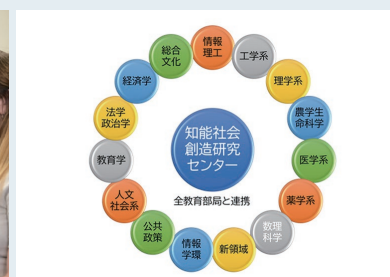 情報
理工
工学系
理学系
農学生
命科学
医学系
薬学系
数理
科学
新領域
情報
学環
公共
政策
人文
社会系
教育学
法学
政治学
経済学
総合
文化
知能社会
創造研究
センター
全教育部局と連携